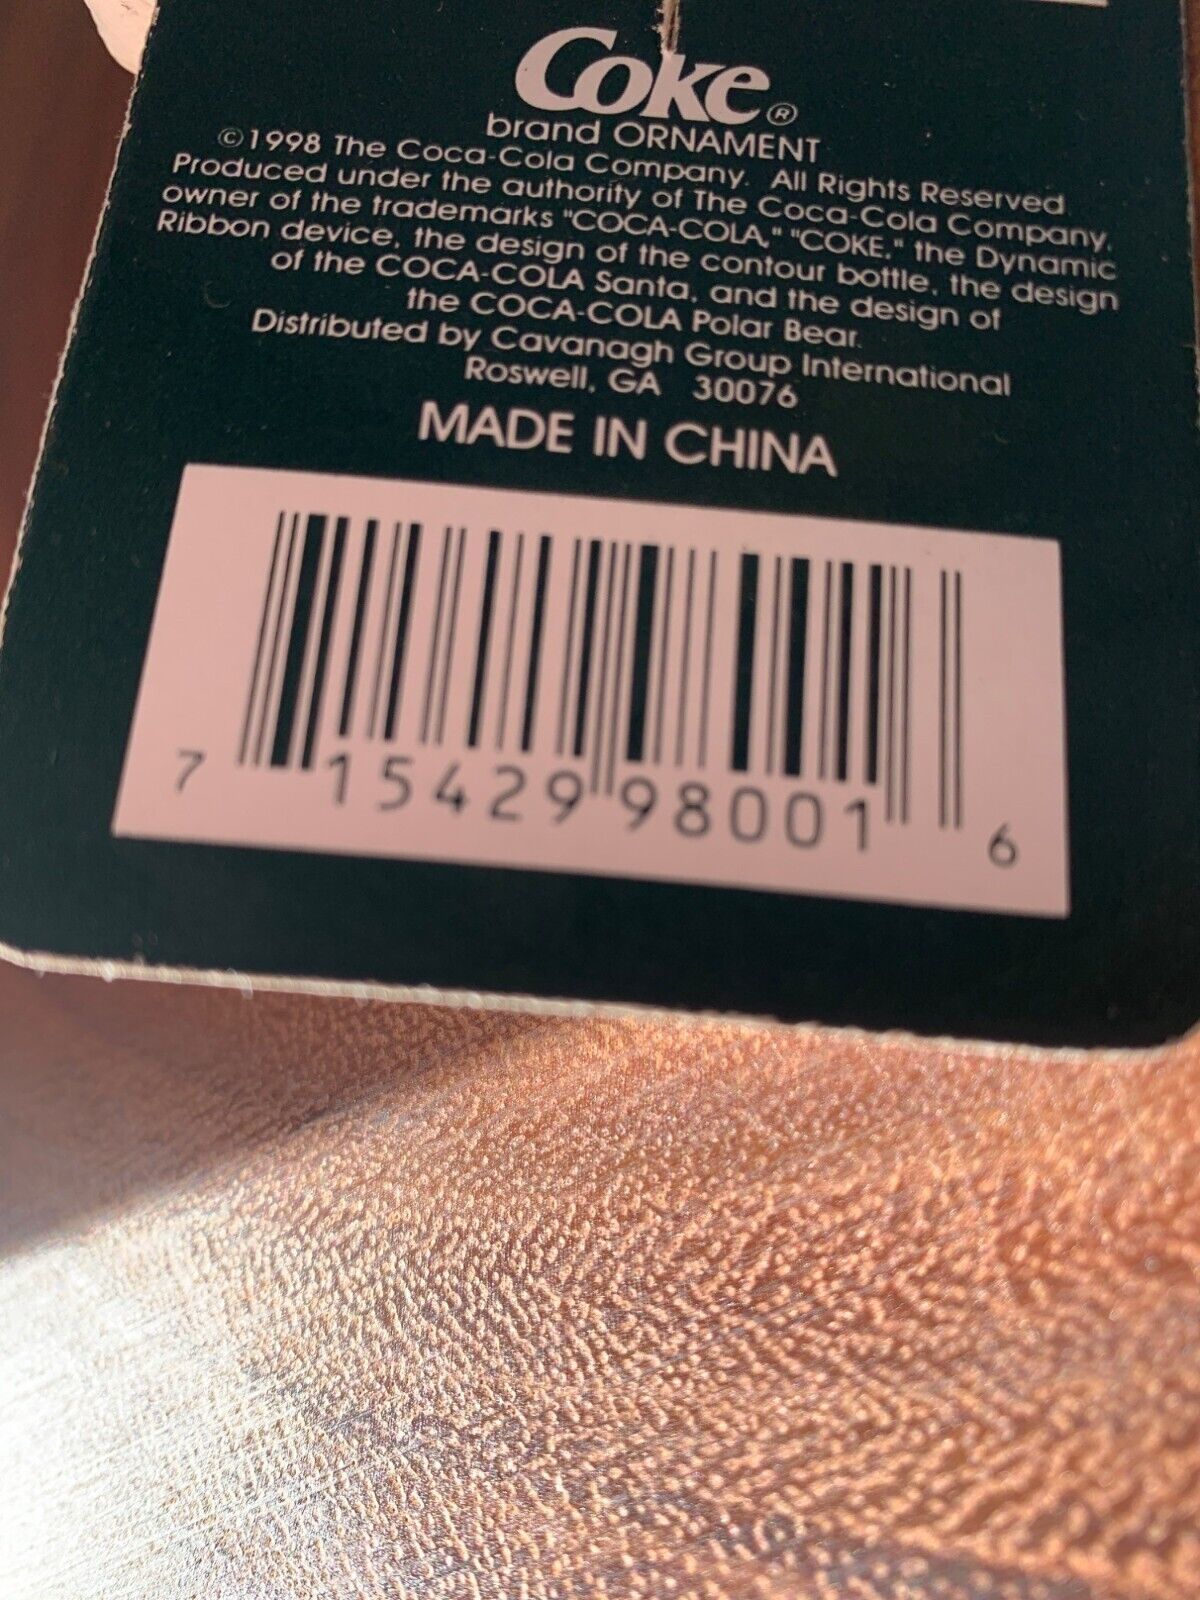 Coke®
brand ORNAMENT
©1998 The Coca-Cola Company. All Rights Reserved.
Produced under the authority of The Coca-Cola Company,
owner of the trademarks "COCA-COLA," "COKE," the Dynamic
Ribbon device, the design of the contour bottle, the design
of the COCA-COLA Santa, and the design of
the COCA-COLA Polar Bear.
Distributed by Cavanagh Group International
Roswell, GA 30076
MADE IN CHINA
7 15429 98001 6